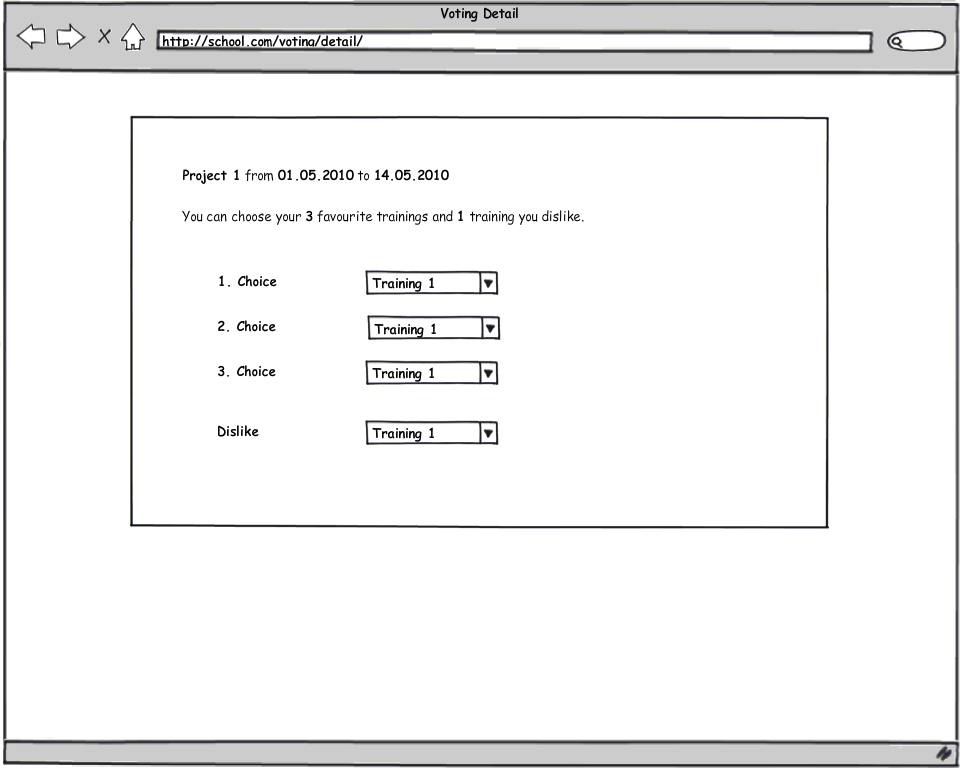 Voting Detail
http://school.com/voting/detail/
Project 1 from 01.05.2010 to 14.05.2010
You can choose your 3 favourite trainings and 1 training you dislike.
1. Choice Training 1
2. Choice Training 1
3. Choice Training 1
Dislike Training 1